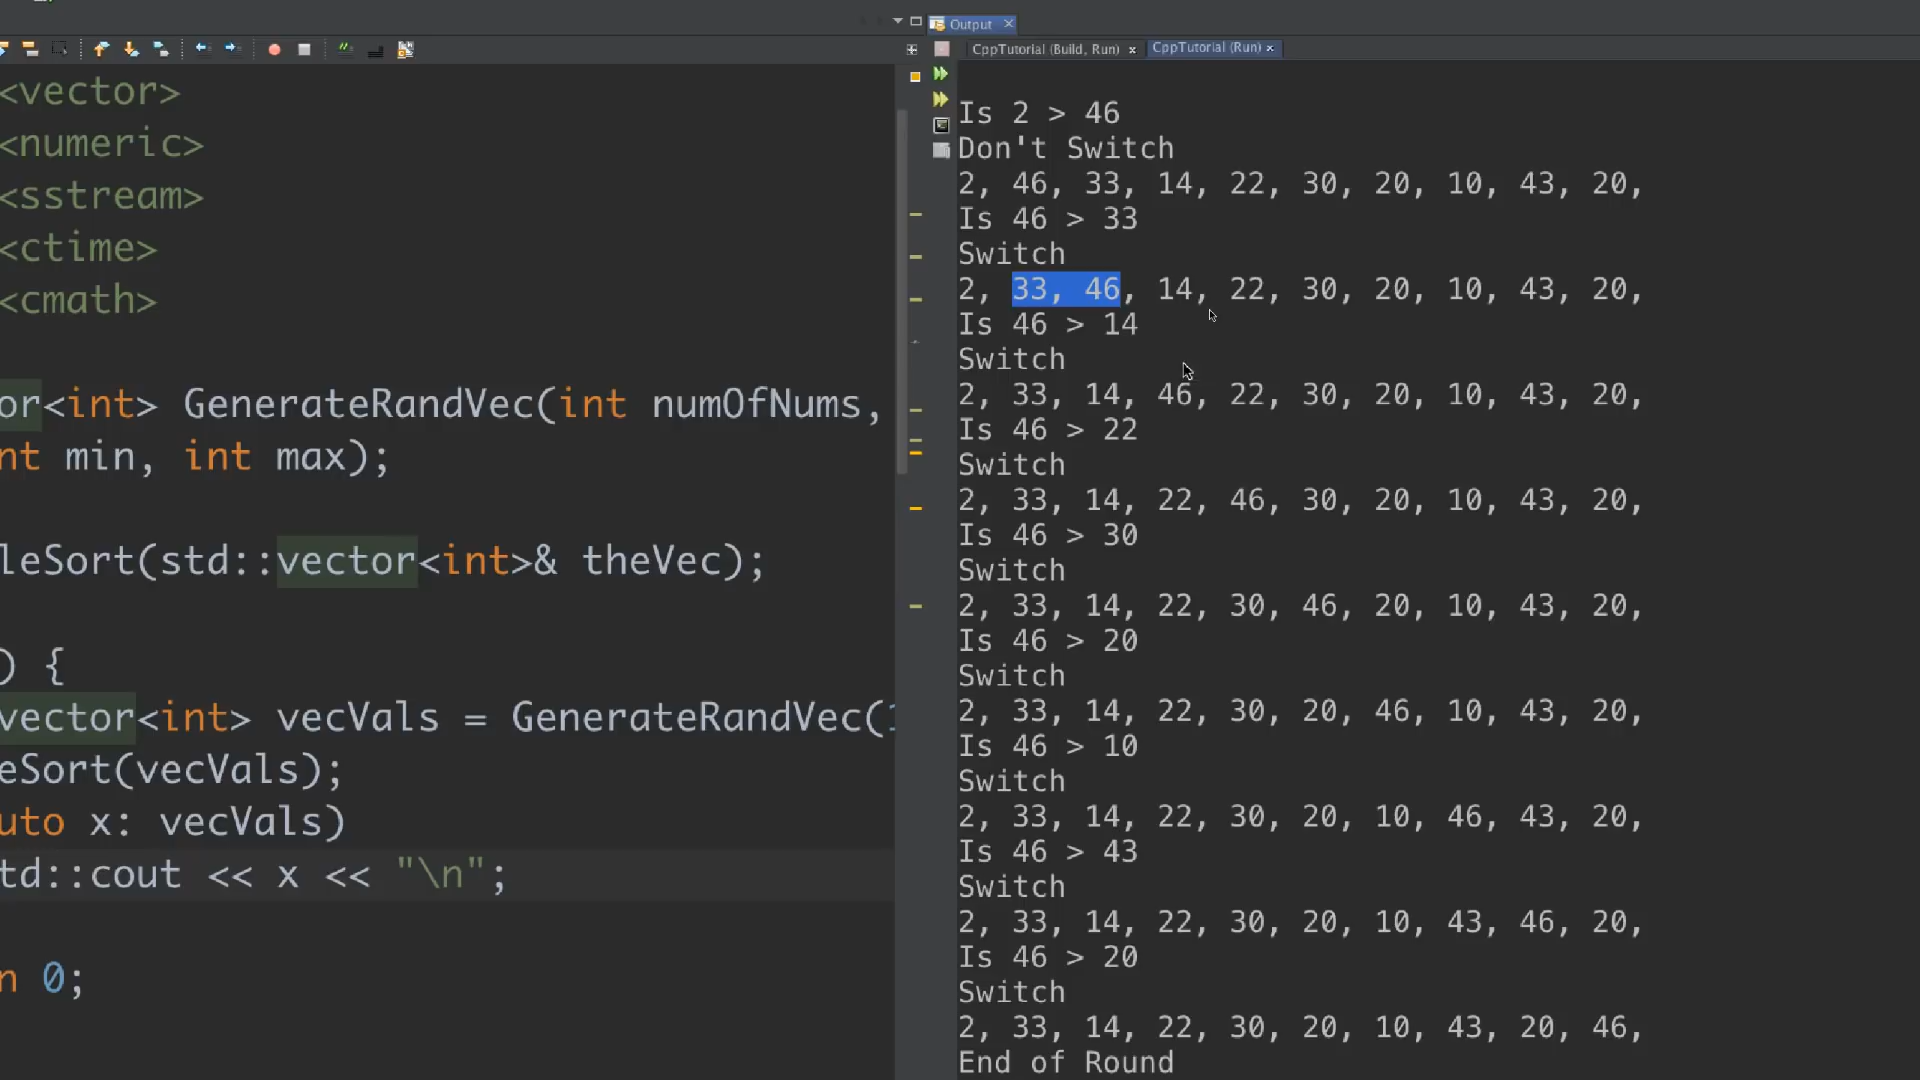 Output
CppTutorial (Build, Run)
CppTutorial (Run)
<vector>
<numeric>
<sstream>
<ctime>
<cmath>
or<int> GenerateRandVec(int numOfNums,
nt min, int max);
leSort(std::vector<int>& theVec);
) {
vector<int> vecVals = GenerateRandVec(1
eSort(vecVals);
uto x: vecVals)
td::cout << x << "\n";
n 0;
Is 2 > 46
Don't Switch
2, 46, 33, 14, 22, 30, 20, 10, 43, 20,
Is 46 > 33
Switch
2, 33, 46, 14, 22, 30, 20, 10, 43, 20,
Is 46 > 14
Switch
2, 33, 14, 46, 22, 30, 20, 10, 43, 20,
Is 46 > 22
Switch
2, 33, 14, 22, 46, 30, 20, 10, 43, 20,
Is 46 > 30
Switch
2, 33, 14, 22, 30, 46, 20, 10, 43, 20,
Is 46 > 20
Switch
2, 33, 14, 22, 30, 20, 46, 10, 43, 20,
Is 46 > 10
Switch
2, 33, 14, 22, 30, 20, 10, 46, 43, 20,
Is 46 > 43
Switch
2, 33, 14, 22, 30, 20, 10, 43, 46, 20,
Is 46 > 20
Switch
2, 33, 14, 22, 30, 20, 10, 43, 20, 46,
End of Round